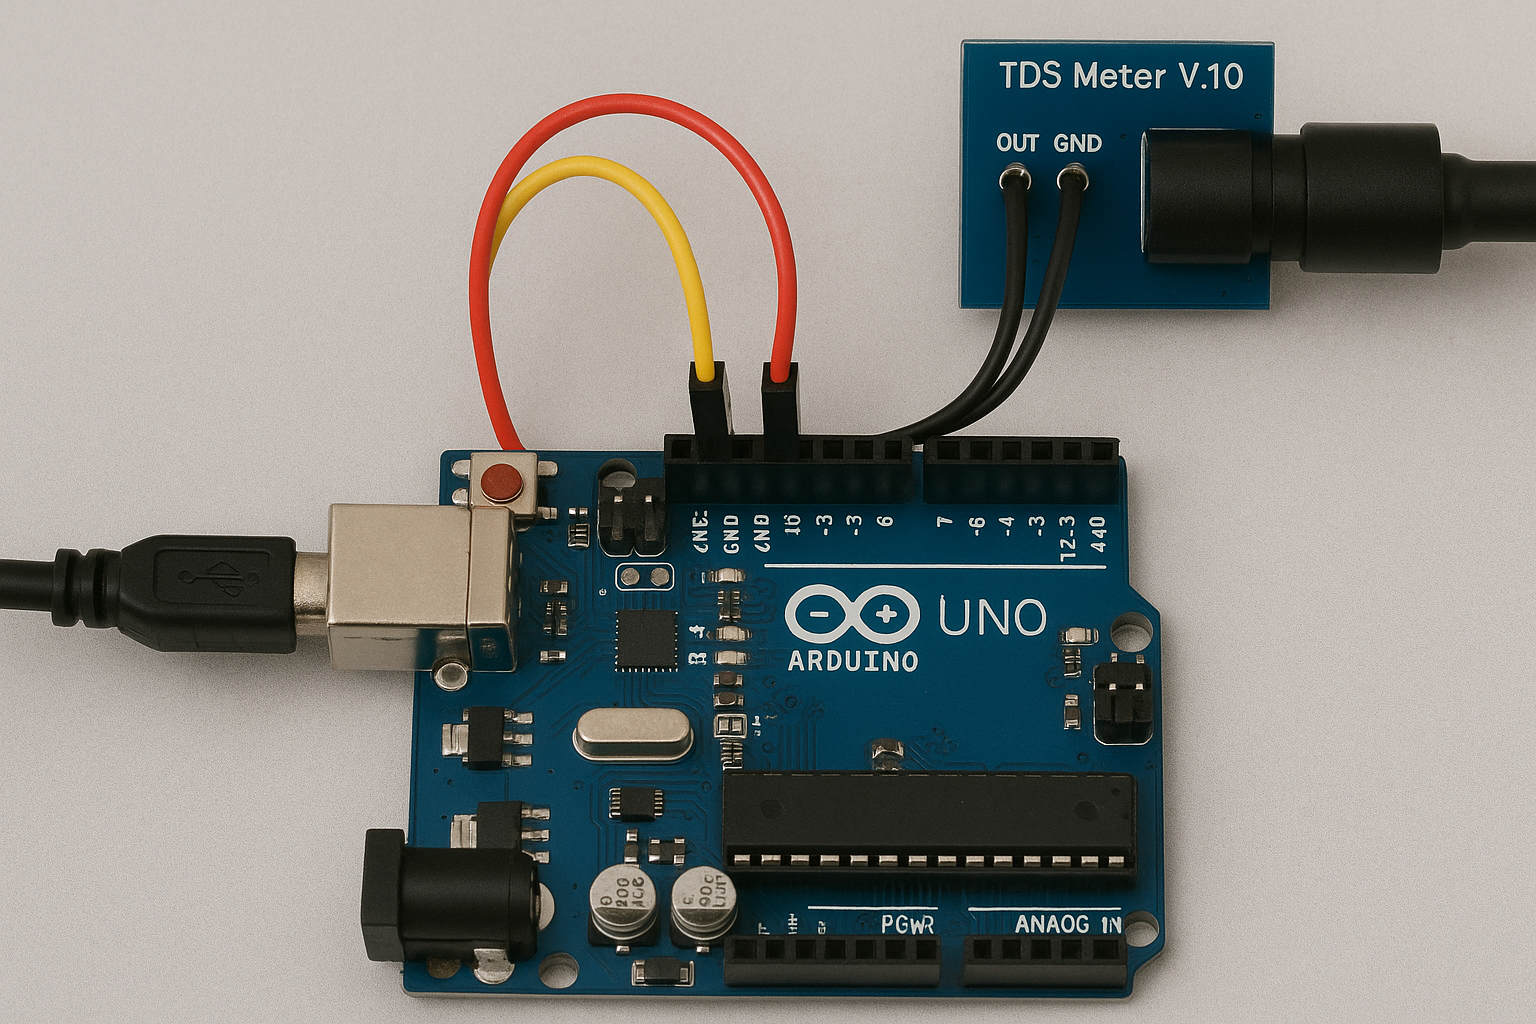 TDS Meter V.10
OUT GND
GND
16
-3
-3
6
7
-6
-4
-3
12-3
440
UNO
ARDUINO
PGWR
ANAOG IN